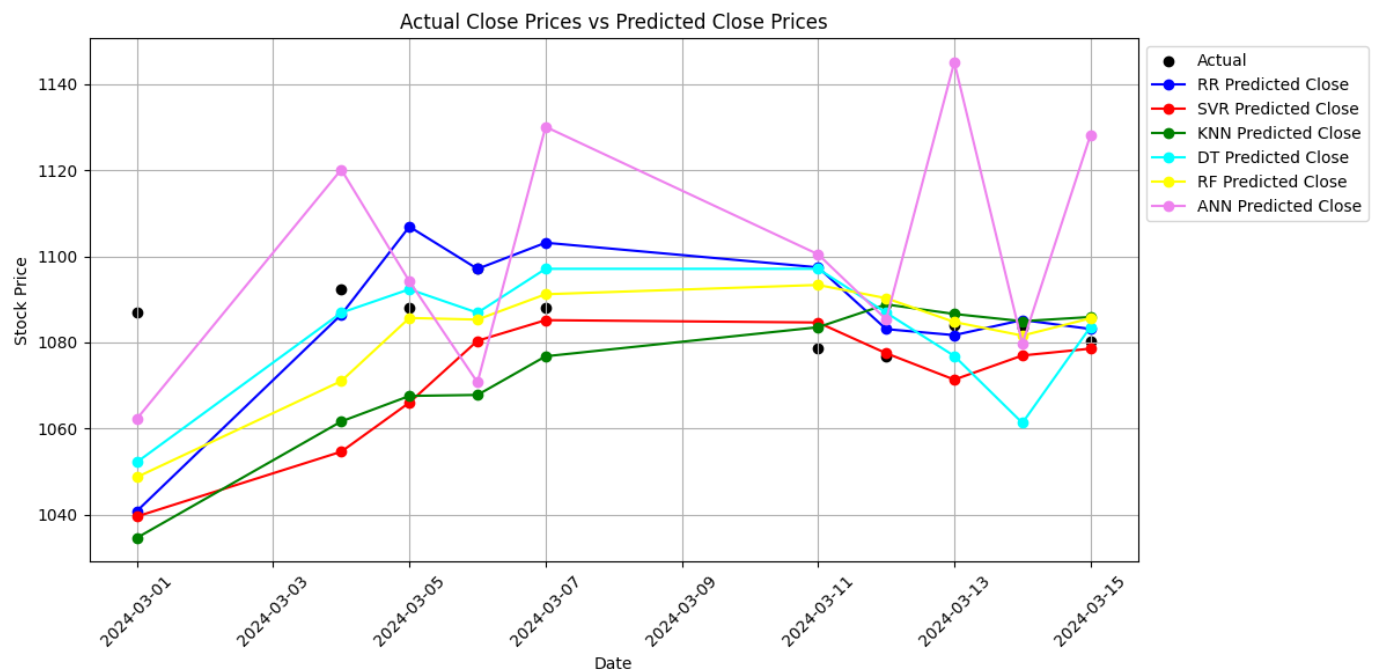 Actual Close Prices vs Predicted Close Prices
Stock Price
1140
1120
1100
1080
1060
1040
2024-03-01
2024-03-03
2024-03-05
2024-03-07
2024-03-09
2024-03-11
2024-03-13
2024-03-15
Date
Actual
RR Predicted Close
SVR Predicted Close
KNN Predicted Close
DT Predicted Close
RF Predicted Close
ANN Predicted Close